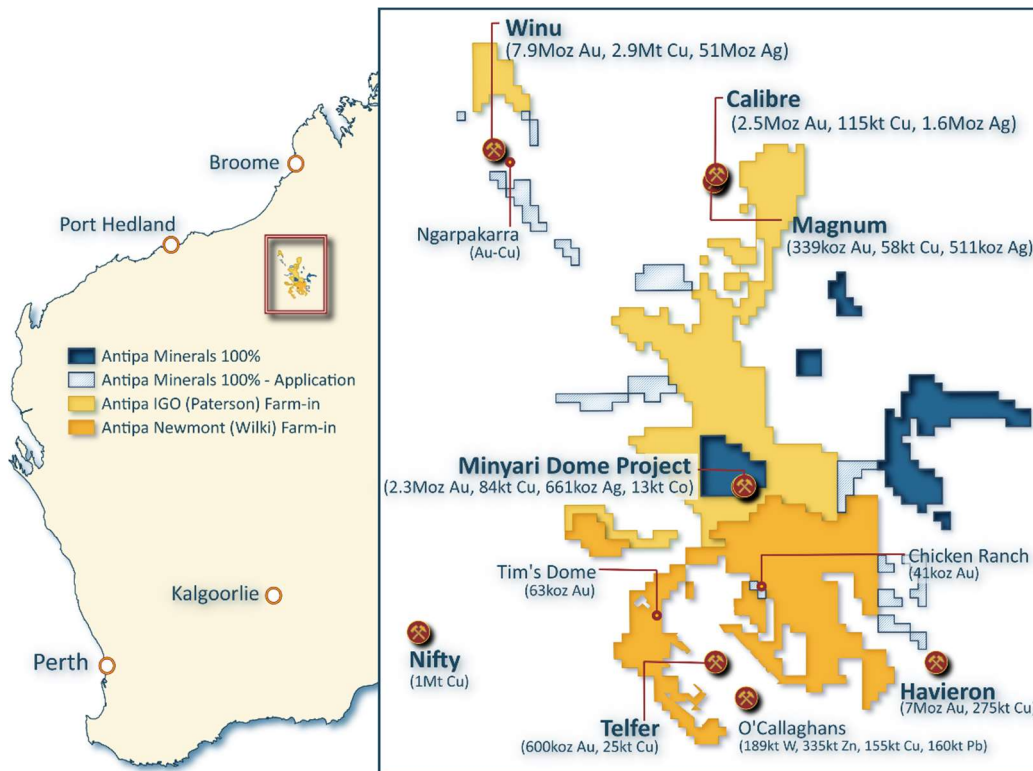 Winu
(7.9Moz Au, 2.9Mt Cu, 51Moz Ag)
Calibre
(2.5Moz Au, 115kt Cu, 1.6Moz Ag)
Broome
Port Hedland
Ngarpakarra
(Au-Cu)
Magnum
(339koz Au, 58kt Cu, 511koz Ag)
Antipa Minerals 100%
Antipa Minerals 100% - Application
Antipa IGO (Paterson) Farm-in
Antipa Newmont (Wilki) Farm-in
Minyari Dome Project
(2.3Moz Au, 84kt Cu, 661koz Ag, 13kt Co)
Chicken Ranch
(41koz Au)
Tim's Dome
(63koz Au)
Kalgoorlie
Perth
Nifty
(1Mt Cu)
Havieron
(7Moz Au, 275kt Cu)
Telfer
(600koz Au, 25kt Cu)
O'Callaghans
(189kt W, 335kt Zn, 155kt Cu, 160kt Pb)